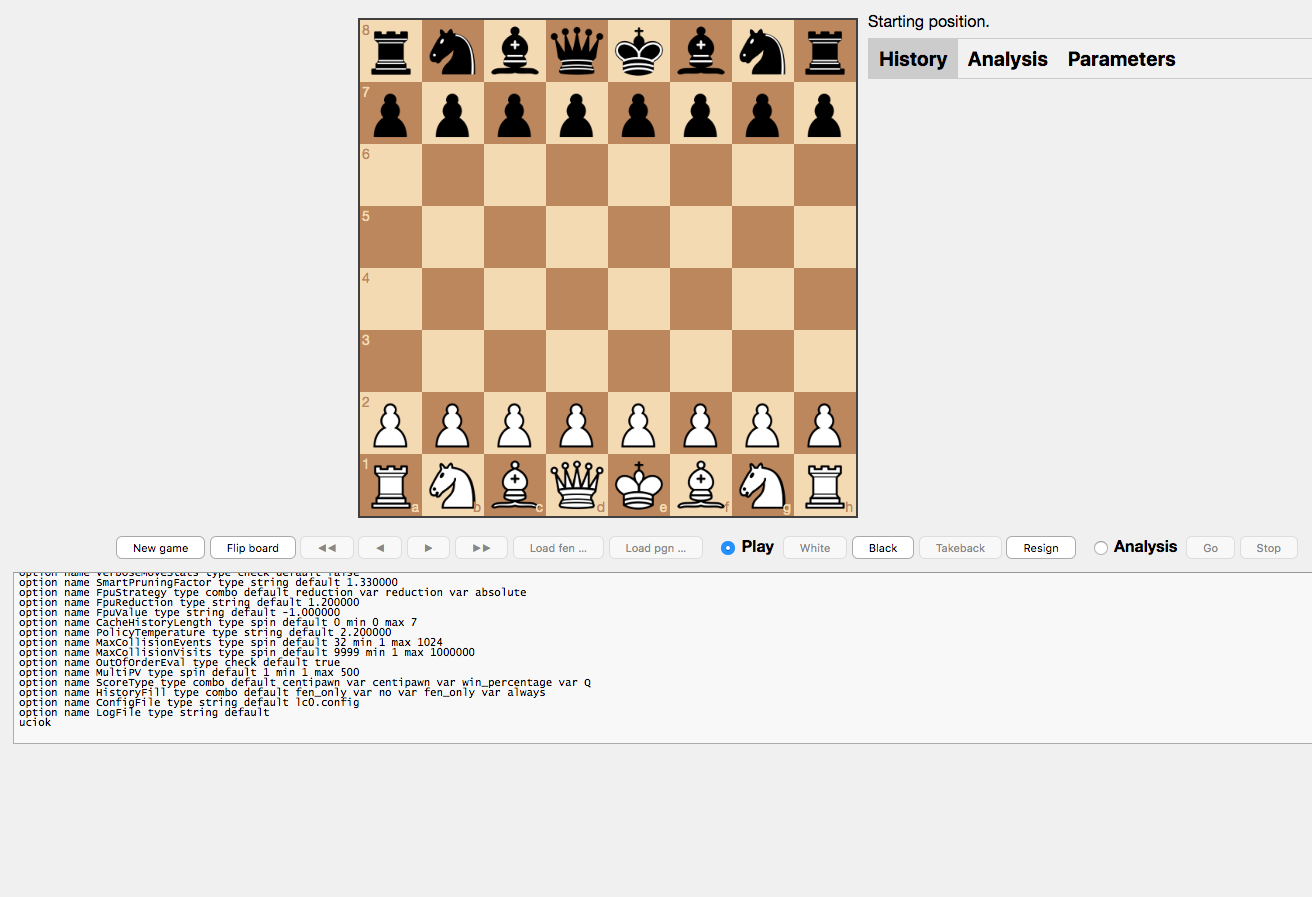 Starting position.
History Analysis Parameters
8
7
6
5
4
3
2
1
a b c d e f g h
New game Flip board Load fen ... Load pgn ... Play White Black Takeback Resign Analysis Go Stop
option name VerboseMoveStats type check default false
option name SmartPruningFactor type string default 1.330000
option name FpuStrategy type combo default reduction var reduction var absolute
option name FpuReduction type string default 1.200000
option name FpuValue type string default -1.000000
option name CacheHistoryLength type spin default 0 min 0 max 7
option name PolicyTemperature type string default 2.200000
option name MaxCollisionEvents type spin default 32 min 1 max 1024
option name MaxCollisionVisits type spin default 9999 min 1 max 1000000
option name OutOfOrderEval type check default true
option name MultiPV type spin default 1 min 1 max 500
option name ScoreType type combo default centipawn var centipawn var win_percentage var Q
option name HistoryFill type combo default fen_only var no var fen_only var always
option name ConfigFile type string default lc0.config
option name LogFile type string default
uciok